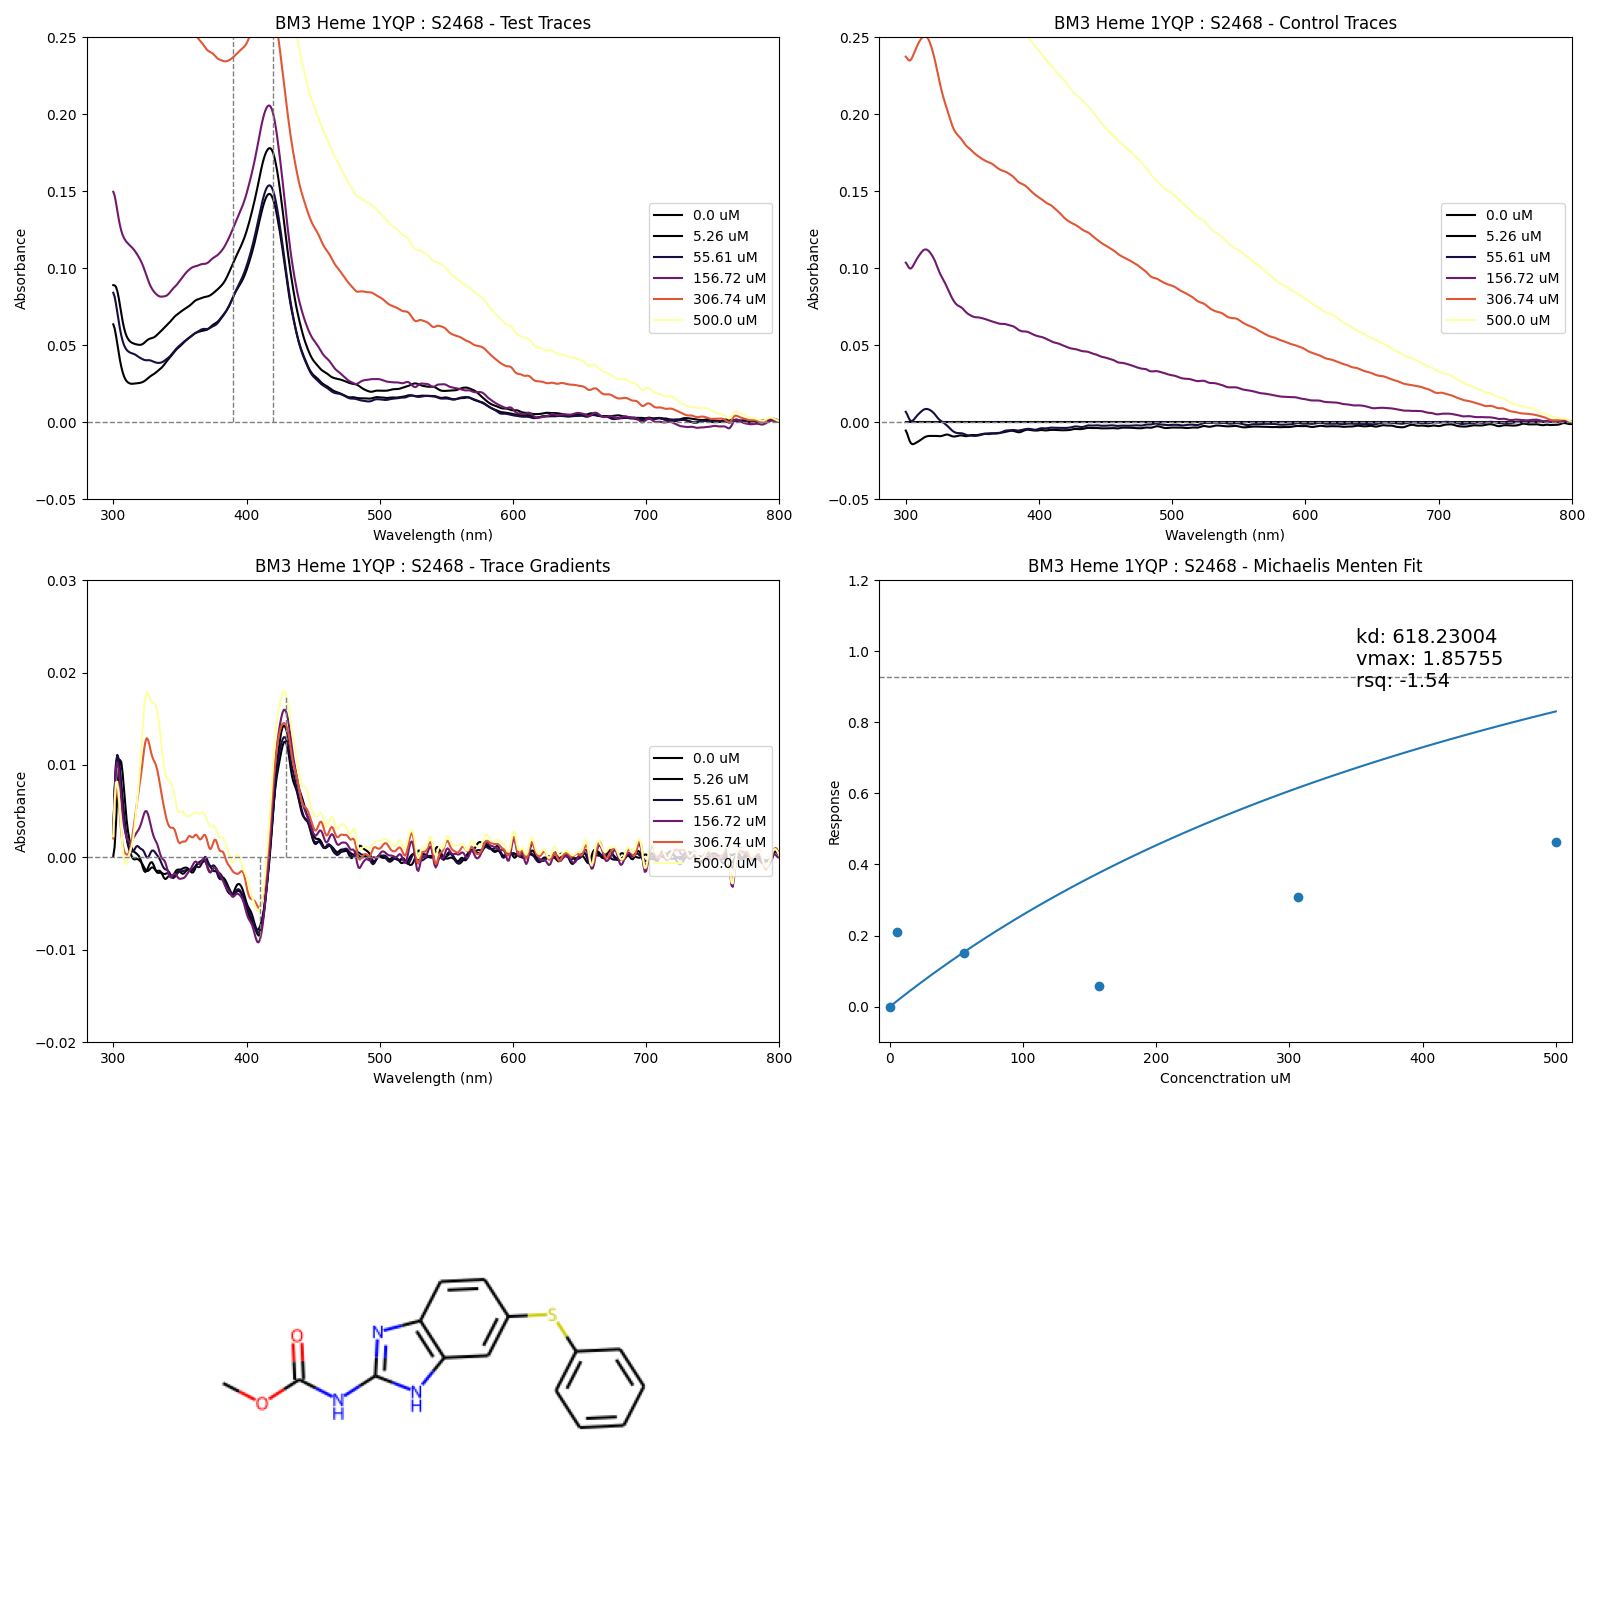 BM3 Heme 1YQP : S2468 - Test Traces
Absorbance
0.25
0.20
0.15
0.10
0.05
0.00
−0.05
300
400
500
600
700
800
Wavelength (nm)
0.0 uM
5.26 uM
55.61 uM
156.72 uM
306.74 uM
500.0 uM
BM3 Heme 1YQP : S2468 - Control Traces
Absorbance
0.25
0.20
0.15
0.10
0.05
0.00
−0.05
300
400
500
600
700
800
Wavelength (nm)
0.0 uM
5.26 uM
55.61 uM
156.72 uM
306.74 uM
500.0 uM
BM3 Heme 1YQP : S2468 - Trace Gradients
Absorbance
0.03
0.02
0.01
0.00
−0.01
−0.02
300
400
500
600
700
800
Wavelength (nm)
0.0 uM
5.26 uM
55.61 uM
156.72 uM
306.74 uM
500.0 uM
BM3 Heme 1YQP : S2468 - Michaelis Menten Fit
Response
1.2
1.0
0.8
0.6
0.4
0.2
0.0
0
100
200
300
400
500
Concenctration uM
kd: 618.23004
vmax: 1.85755
rsq: -1.54
S
N
O
O
N
H
N
H